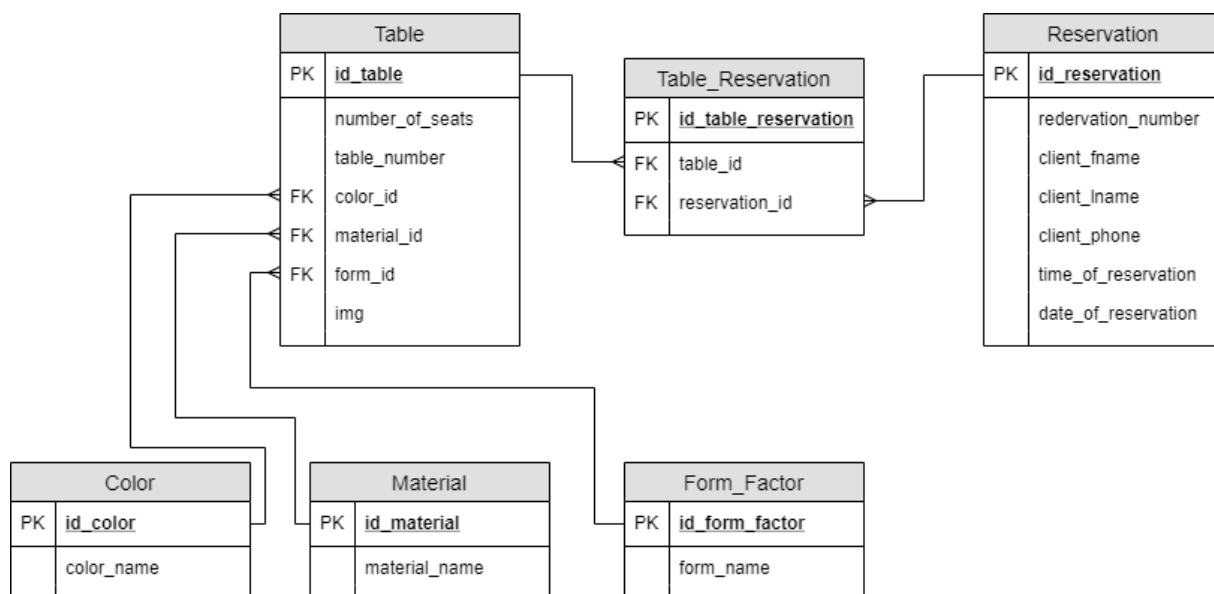 Table
PK id_table
number_of_seats
table_number
FK color_id
FK material_id
FK form_id
img
Table_Reservation
PK id_table_reservation
FK table_id
FK reservation_id
Reservation
PK id_reservation
redervation_number
client_fname
client_lname
client_phone
time_of_reservation
date_of_reservation
Color
PK id_color
color_name
Material
PK id_material
material_name
Form_Factor
PK id_form_factor
form_name